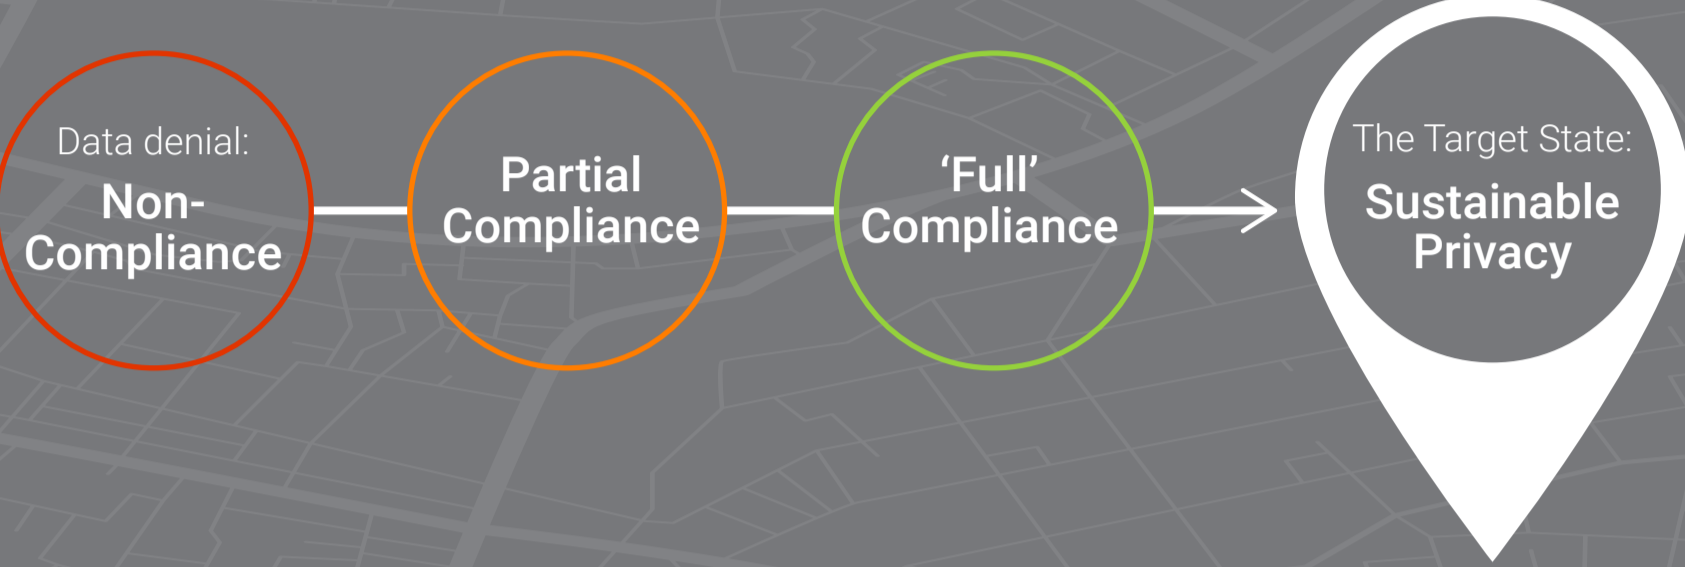 Data denial:
Non-
Compliance
Partial
Compliance
‘Full’
Compliance
The Target State:
Sustainable
Privacy